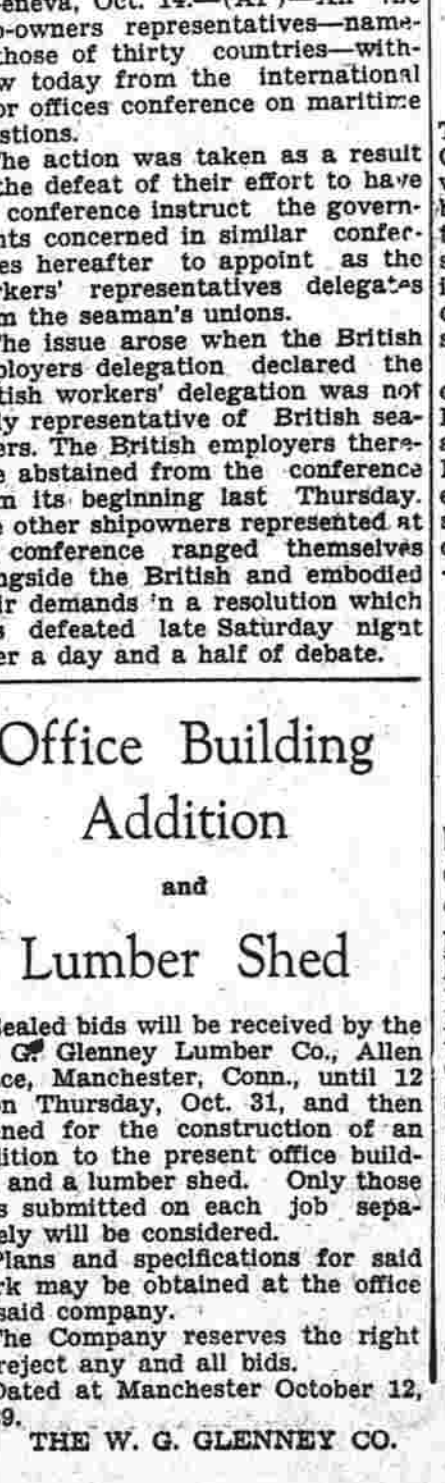 eneva, Oct. 14.—(AP)—All the
-owners representatives—name-
those of thirty countries—with-
w today from the international
or offices conference on maritime
stions.
he action was taken as a result
the defeat of their effort to have
conference instruct the govern-
nts concerned in similar confer-
es hereafter to appoint as the
rkers' representatives delegates
m the seaman's unions.
he issue arose when the British
ployers delegation declared the
tish workers' delegation was not
ly representative of British sea-
ers. The British employers there-
e abstained from the conference
m its beginning last Thursday.
e other shipowners represented at
conference ranged themselves
ngside the British and embodied
ir demands 'n a resolution which
s defeated late Saturday night
er a day and a half of debate.
Office Building
Addition
and
Lumber Shed
ealed bids will be received by the
G. Glenney Lumber Co., Allen
ce, Manchester, Conn., until 12
n Thursday, Oct. 31, and then
ned for the construction of an
ition to the present office build-
and a lumber shed. Only those
s submitted on each job sepa-
ely will be considered.
Plans and specifications for said
rk may be obtained at the office
said company.
The Company reserves the right
reject any and all bids.
Dated at Manchester October 12,
9.
THE W. G. GLENNEY CO.